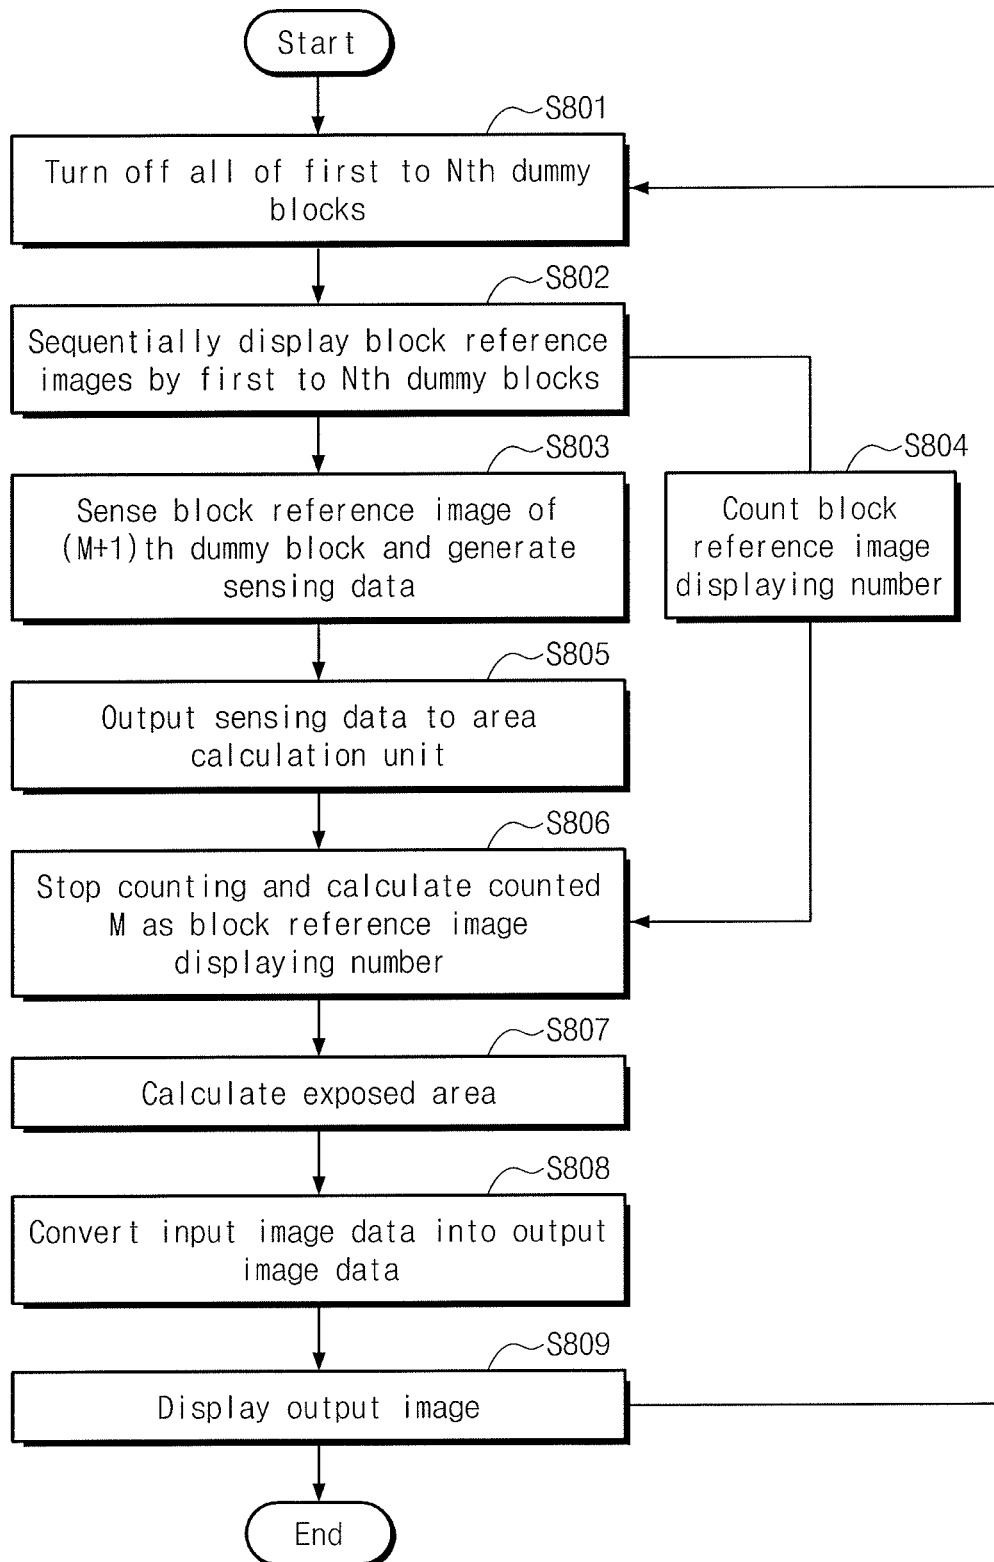 Start
S801
Turn off all of first to Nth dummy
blocks
S802
Sequentially display block reference
images by first to Nth dummy blocks
S803
Sense block reference image of
(M+1)th dummy block and generate
sensing data
S804
Count block
reference image
displaying number
S805
Output sensing data to area
calculation unit
S806
Stop counting and calculate counted
M as block reference image
displaying number
S807
Calculate exposed area
S808
Convert input image data into output
image data
S809
Display output image
End